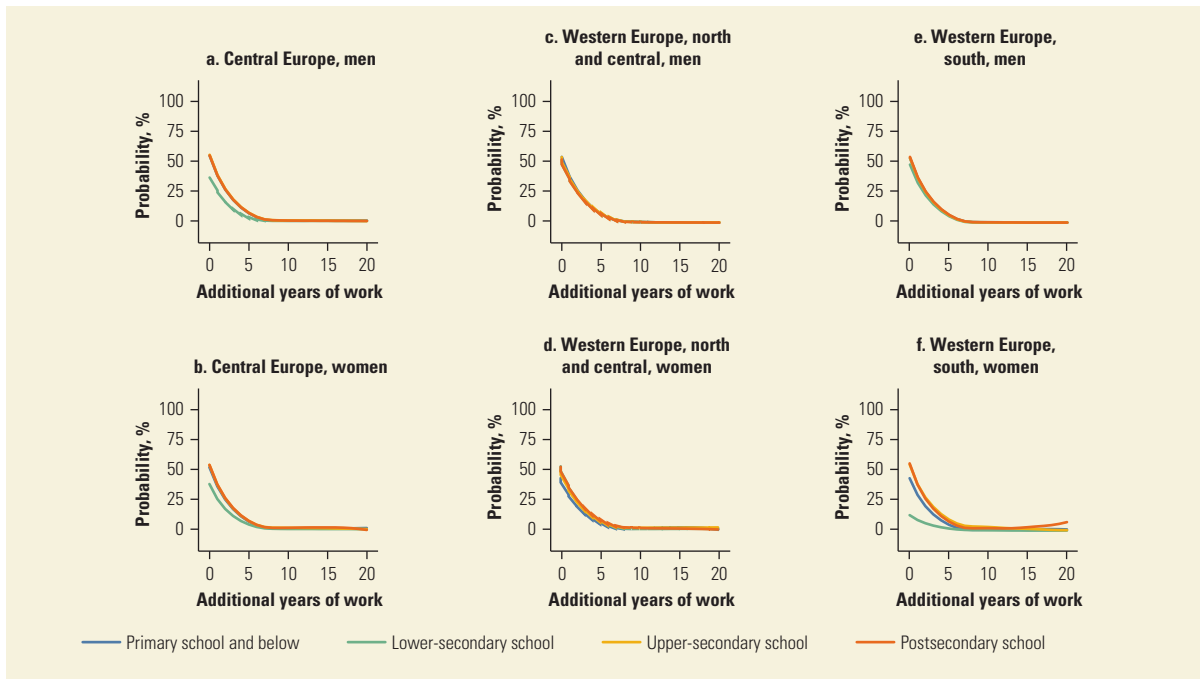 a. Central Europe, men
Probability, %
100
75
50
25
0
0 5 10 15 20
Additional years of work
c. Western Europe, north
and central, men
Probability, %
100
75
50
25
0
0 5 10 15 20
Additional years of work
e. Western Europe,
south, men
Probability, %
100
75
50
25
0
0 5 10 15 20
Additional years of work
b. Central Europe, women
Probability, %
100
75
50
25
0
0 5 10 15 20
Additional years of work
d. Western Europe, north
and central, women
Probability, %
100
75
50
25
0
0 5 10 15 20
Additional years of work
f. Western Europe,
south, women
Probability, %
100
75
50
25
0
0 5 10 15 20
Additional years of work
Primary school and below Lower-secondary school Upper-secondary school Postsecondary school